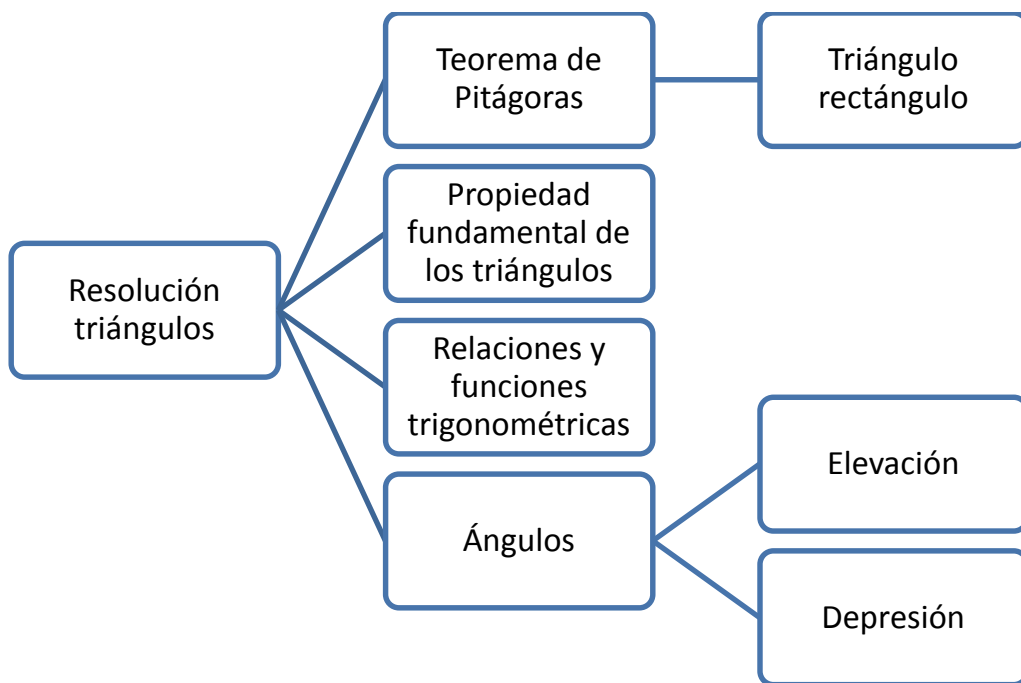 Teorema de
Pitágoras
Triángulo
rectángulo
Propiedad
fundamental de
los triángulos
Resolución
triángulos
Relaciones y
funciones
trigonométricas
Elevación
Ángulos
Depresión